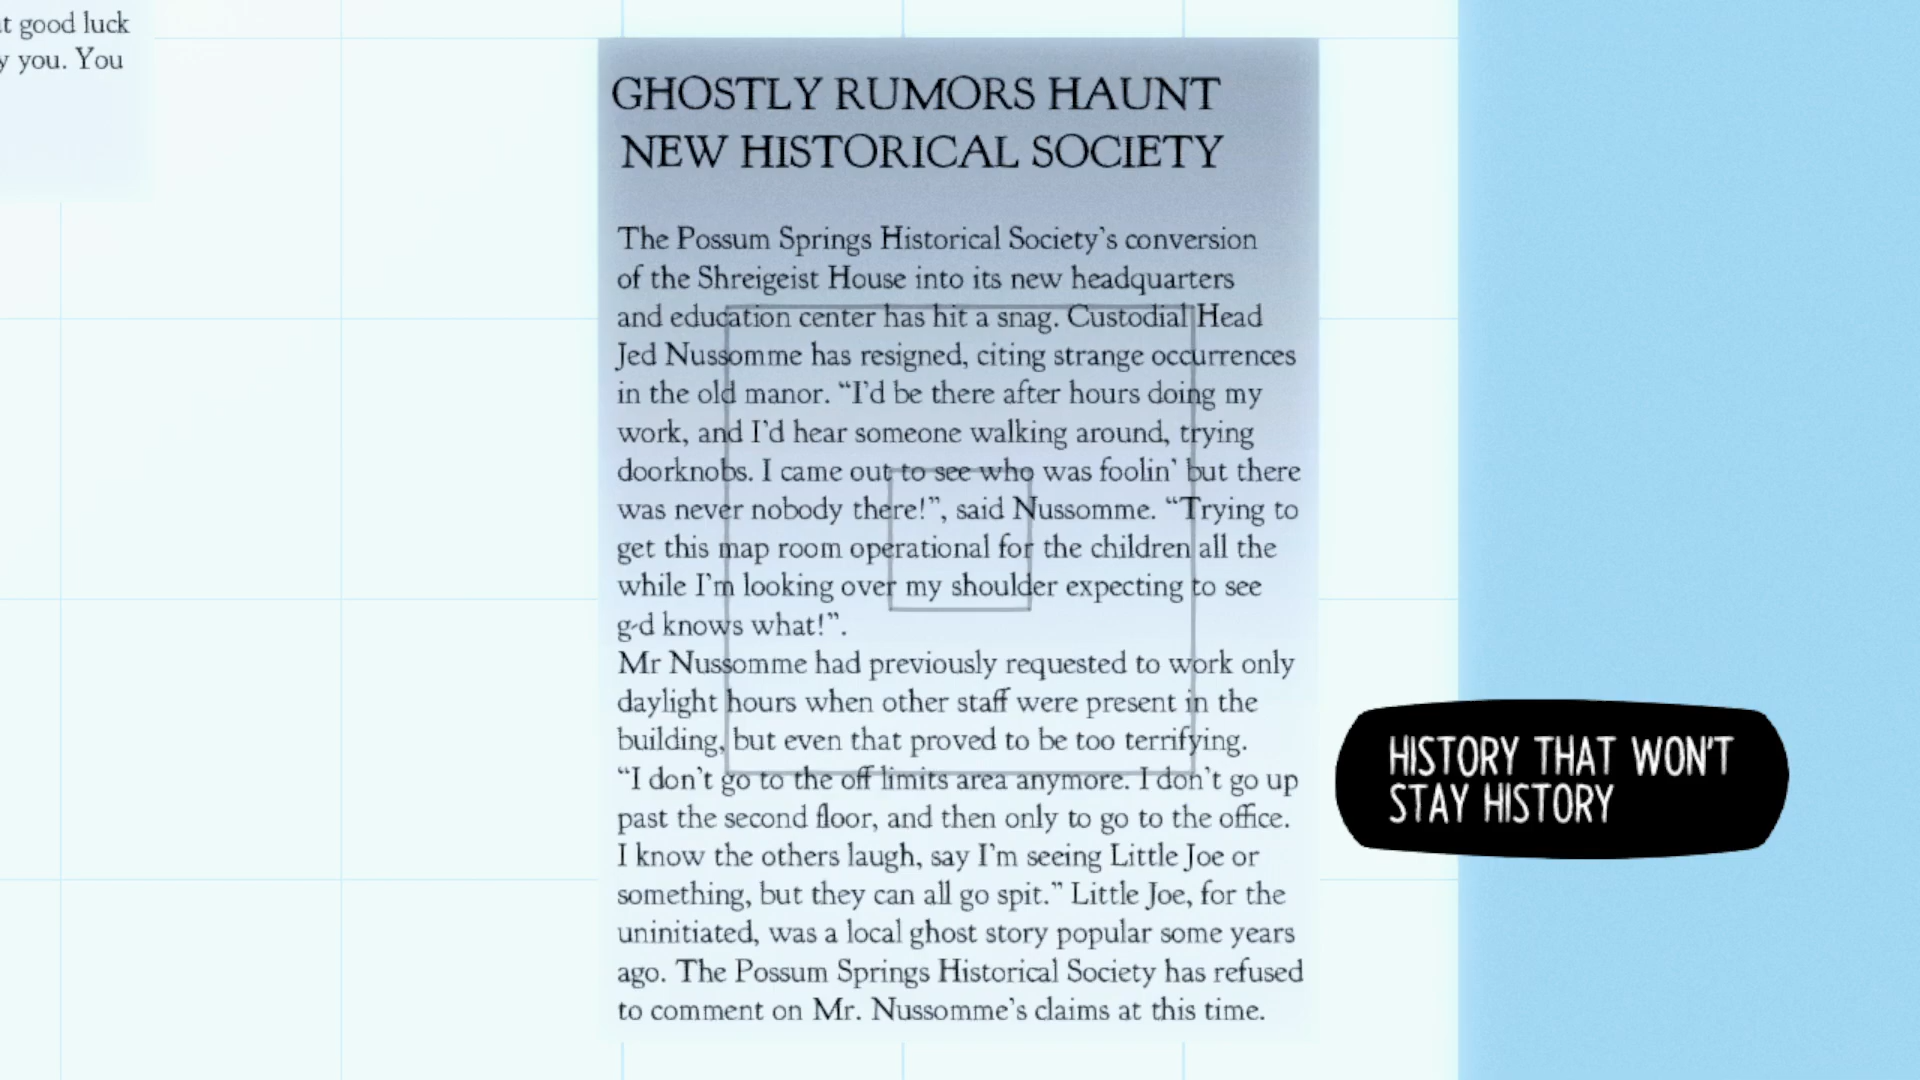 t good luck
y you. You
GHOSTLY RUMORS HAUNT
NEW HISTORICAL SOCIETY
The Possum Springs Historical Society's conversion
of the Shreigeist House into its new headquarters
and education center has hit a snag. Custodial Head
Jed Nussomme has resigned, citing strange occurrences
in the old manor. “I'd be there after hours doing my
work, and I'd hear someone walking around, trying
doorknobs. I came out to see who was foolin' but there
was never nobody there!”, said Nussomme. “Trying to
get this map room operational for the children all the
while I'm looking over my shoulder expecting to see
g-d knows what!”.
Mr Nussomme had previously requested to work only
daylight hours when other staff were present in the
building, but even that proved to be too terrifying.
“I don't go to the off limits area anymore. I don't go up
past the second floor, and then only to go to the office.
I know the others laugh, say I'm seeing Little Joe or
something, but they can all go spit.” Little Joe, for the
uninitiated, was a local ghost story popular some years
ago. The Possum Springs Historical Society has refused
to comment on Mr. Nussomme's claims at this time.
HISTORY THAT WON'T
STAY HISTORY